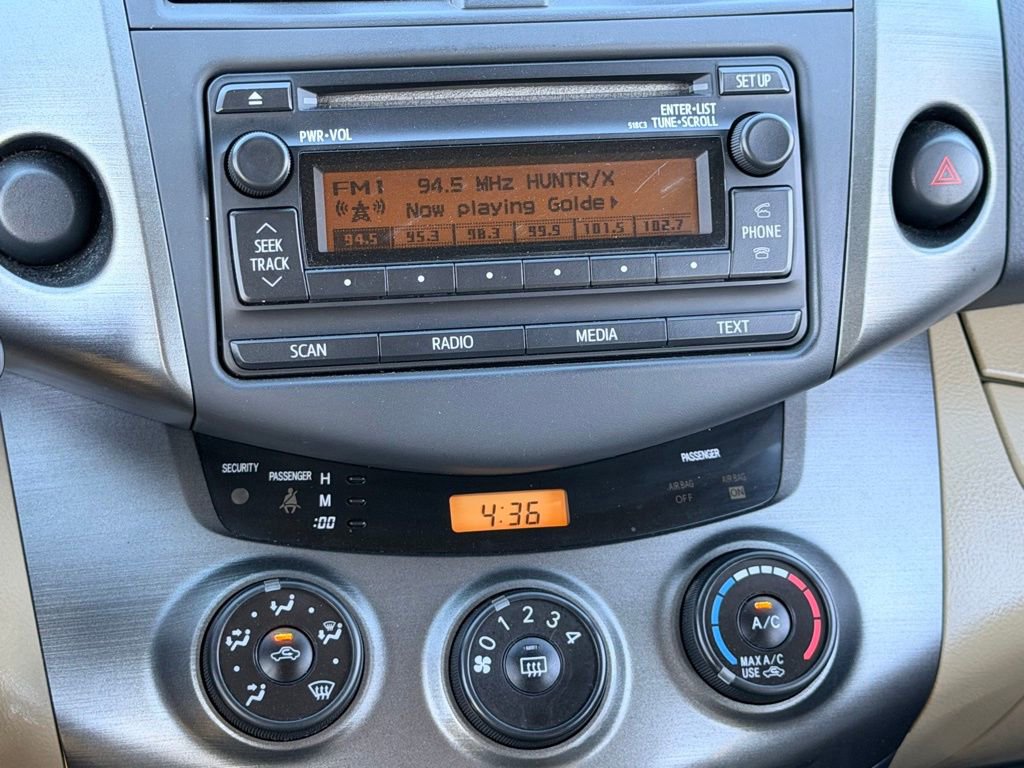 SET UP
ENTER•LIST
PWR•VOL
518C3 TUNE•SCROLL
FM1 94.5 MHz HUNTR/X
Now playing Golde
94.5 95.3 98.3 99.9 101.5 102.7
SEEK
TRACK
PHONE
SCAN RADIO MEDIA TEXT
SECURITY
PASSENGER
H
M
:00
4:36
PASSENGER
AIR BAG
OFF
AIR BAG
ON
0 1 2 3 4
A/C
MAX A/C
USE